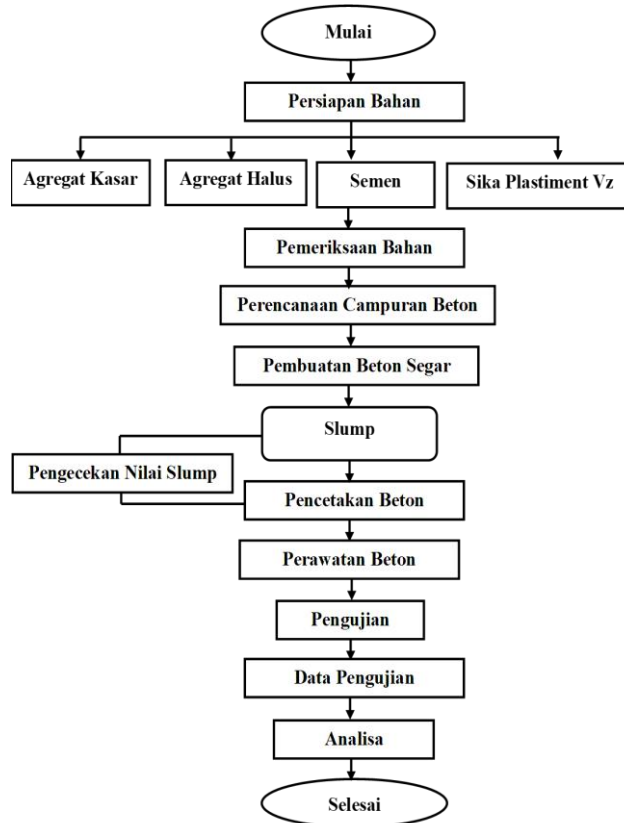 Mulai
Persiapan Bahan
Agregat Kasar
Agregat Halus
Semen
Sika Plastiment Vz
Pemeriksaan Bahan
Perencanaan Campuran Beton
Pembuatan Beton Segar
Slump
Pengecekan Nilai Slump
Pencetakan Beton
Perawatan Beton
Pengujian
Data Pengujian
Analisa
Selesai